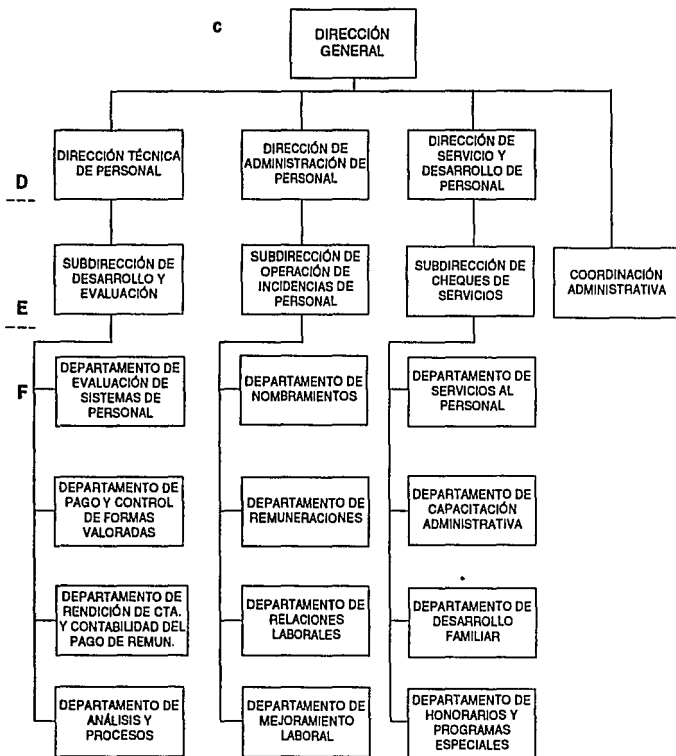 C
DIRECCIÓN
GENERAL
DIRECCIÓN TÉCNICA
DE PERSONAL
DIRECCIÓN DE
ADMINISTRACIÓN DE
PERSONAL
DIRECCIÓN DE
SERVICIO Y
DESARROLLO DE
PERSONAL
D
SUBDIRECCIÓN DE
DESARROLLO Y
EVALUACIÓN
SUBDIRECCIÓN DE
OPERACIÓN DE
INCIDENCIAS DE
PERSONAL
SUBDIRECCIÓN DE
CHEQUES DE
SERVICIOS
COORDINACIÓN
ADMINISTRATIVA
E
F
DEPARTAMENTO DE
EVALUACIÓN DE
SISTEMAS DE
PERSONAL
DEPARTAMENTO DE
NOMBRAMIENTOS
DEPARTAMENTO DE
SERVICIOS AL
PERSONAL
DEPARTAMENTO DE
PAGO Y CONTROL
DE FORMAS
VALORADAS
DEPARTAMENTO DE
REMUNERACIONES
DEPARTAMENTO DE
CAPACITACIÓN
ADMINISTRATIVA
DEPARTAMENTO DE
RENDICIÓN DE CTA.
Y CONTABILIDAD DEL
PAGO DE REMUN.
DEPARTAMENTO DE
RELACIONES
LABORALES
DEPARTAMENTO DE
DESARROLLO
FAMILIAR
DEPARTAMENTO DE
ANÁLISIS Y
PROCESOS
DEPARTAMENTO DE
MEJORAMIENTO
LABORAL
DEPARTAMENTO DE
HONORARIOS Y
PROGRAMAS
ESPECIALES